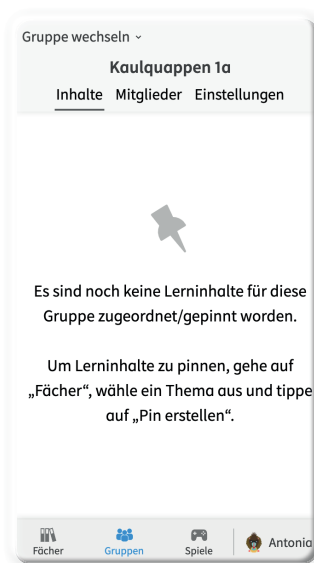 Gruppe wechseln
Kaulquappen 1a
Inhalte Mitglieder Einstellungen
Es sind noch keine Lerninhalte für diese
Gruppe zugeordnet/gepinnt worden.
Um Lerninhalte zu pinnen, gehe auf
„Fächer“, wähle ein Thema aus und tippe
auf „Pin erstellen“.
Fächer Gruppen Spiele Antonia